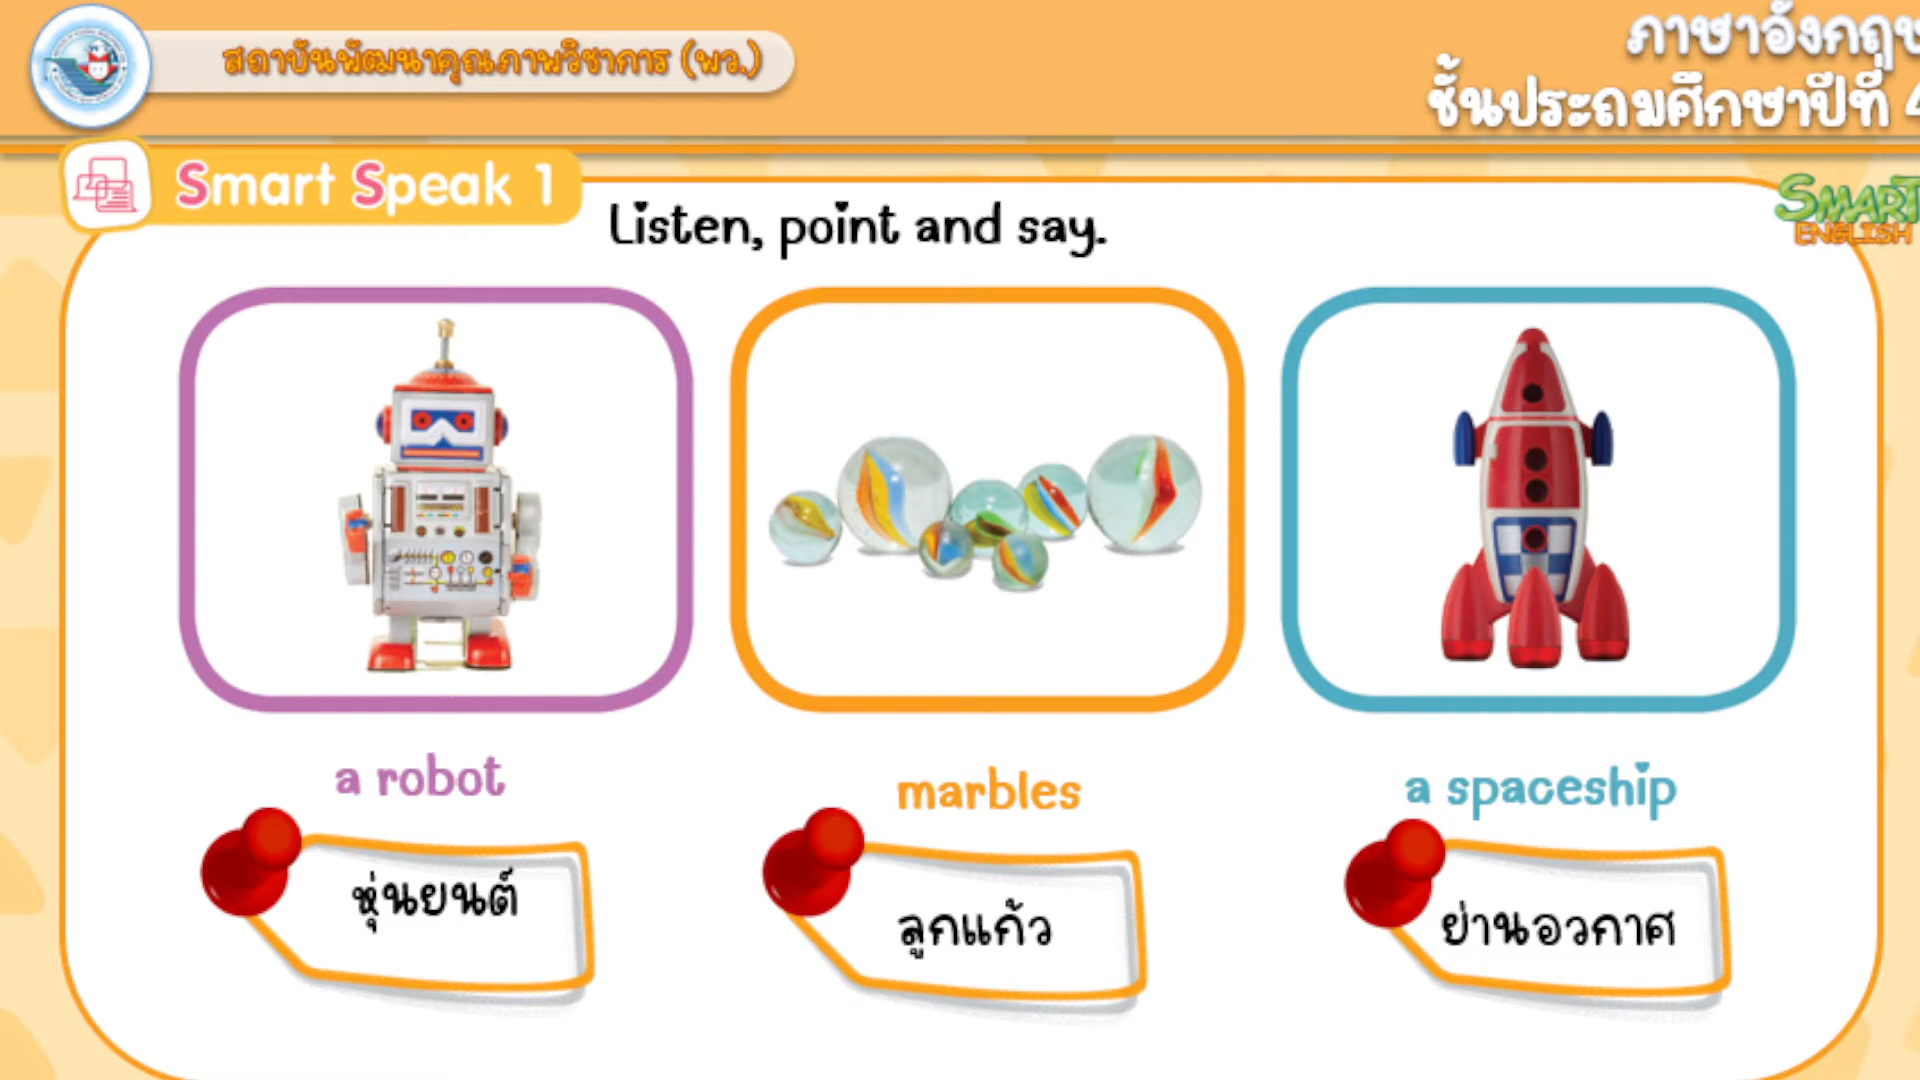 สถาบันพัฒนาคุณภาพวิชาการ (พว.)
ภาษาอังกฤษ
ชั้นประถมศึกษาปีที่ 4
Smart Speak 1
SMART
ENGLISH
Listen, point and say.
a robot
marbles
a spaceship
หุ่นยนต์
ลูกแก้ว
ย่านอวกาศ